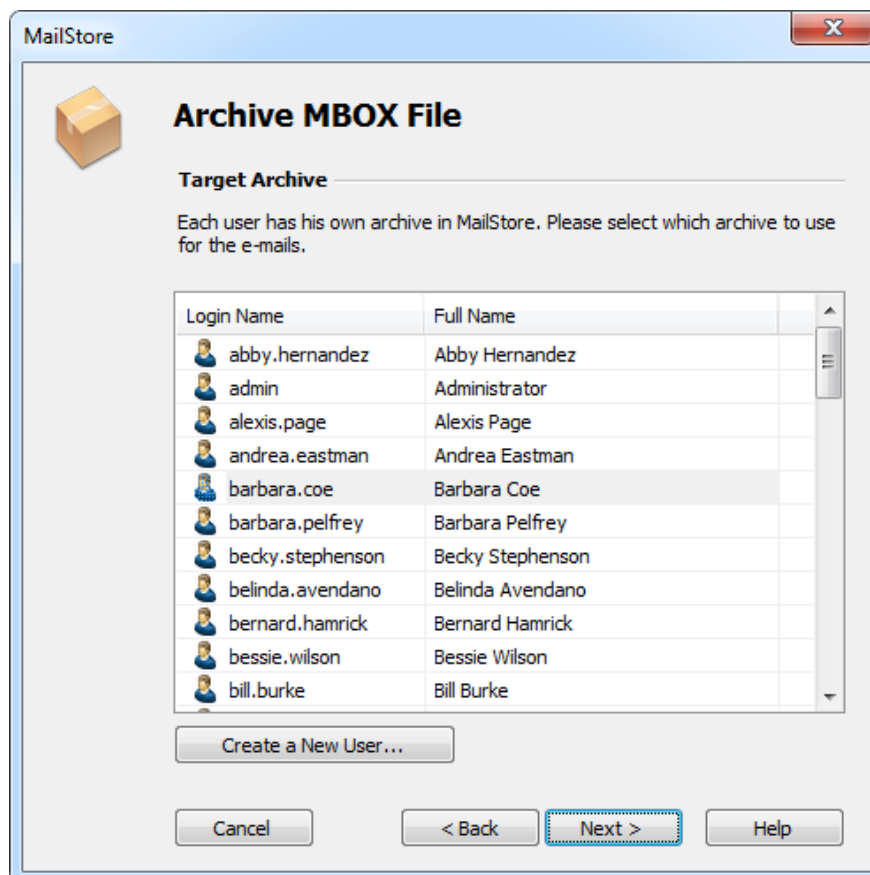 MailStore
Archive MBOX File
Target Archive
Each user has his own archive in MailStore. Please select which archive to use
for the e-mails.
Login Name Full Name
abby.hernandez Abby Hernandez
admin Administrator
alexis.page Alexis Page
andrea.eastman Andrea Eastman
barbara.coe Barbara Coe
barbara.pelfrey Barbara Pelfrey
becky.stephenson Becky Stephenson
belinda.avendano Belinda Avendano
bernard.hamrick Bernard Hamrick
bessie.wilson Bessie Wilson
bill.burke Bill Burke
Create a New User...
Cancel < Back Next > Help